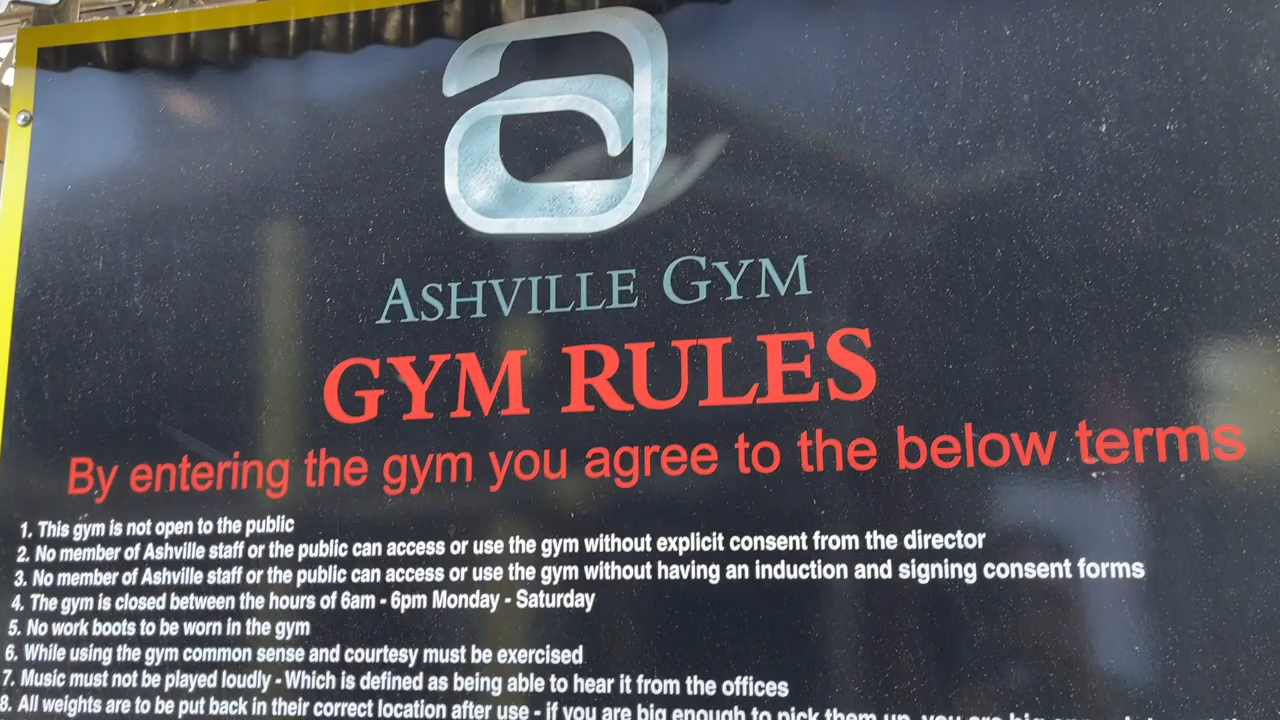 ASHVILLE GYM
GYM RULES
By entering the gym you agree to the below terms
1. This gym is not open to the public
2. No member of Ashville staff or the public can access or use the gym without explicit consent from the director
3. No member of Ashville staff or the public can access or use the gym without having an induction and signing consent forms
4. The gym is closed between the hours of 6am - 6pm Monday - Saturday
5. No work boots to be worn in the gym
6. While using the gym common sense and courtesy must be exercised
7. Music must not be played loudly - Which is defined as being able to hear it from the offices
8. All weights are to be put back in their correct location after use - if you are big enough to pick them up, you are